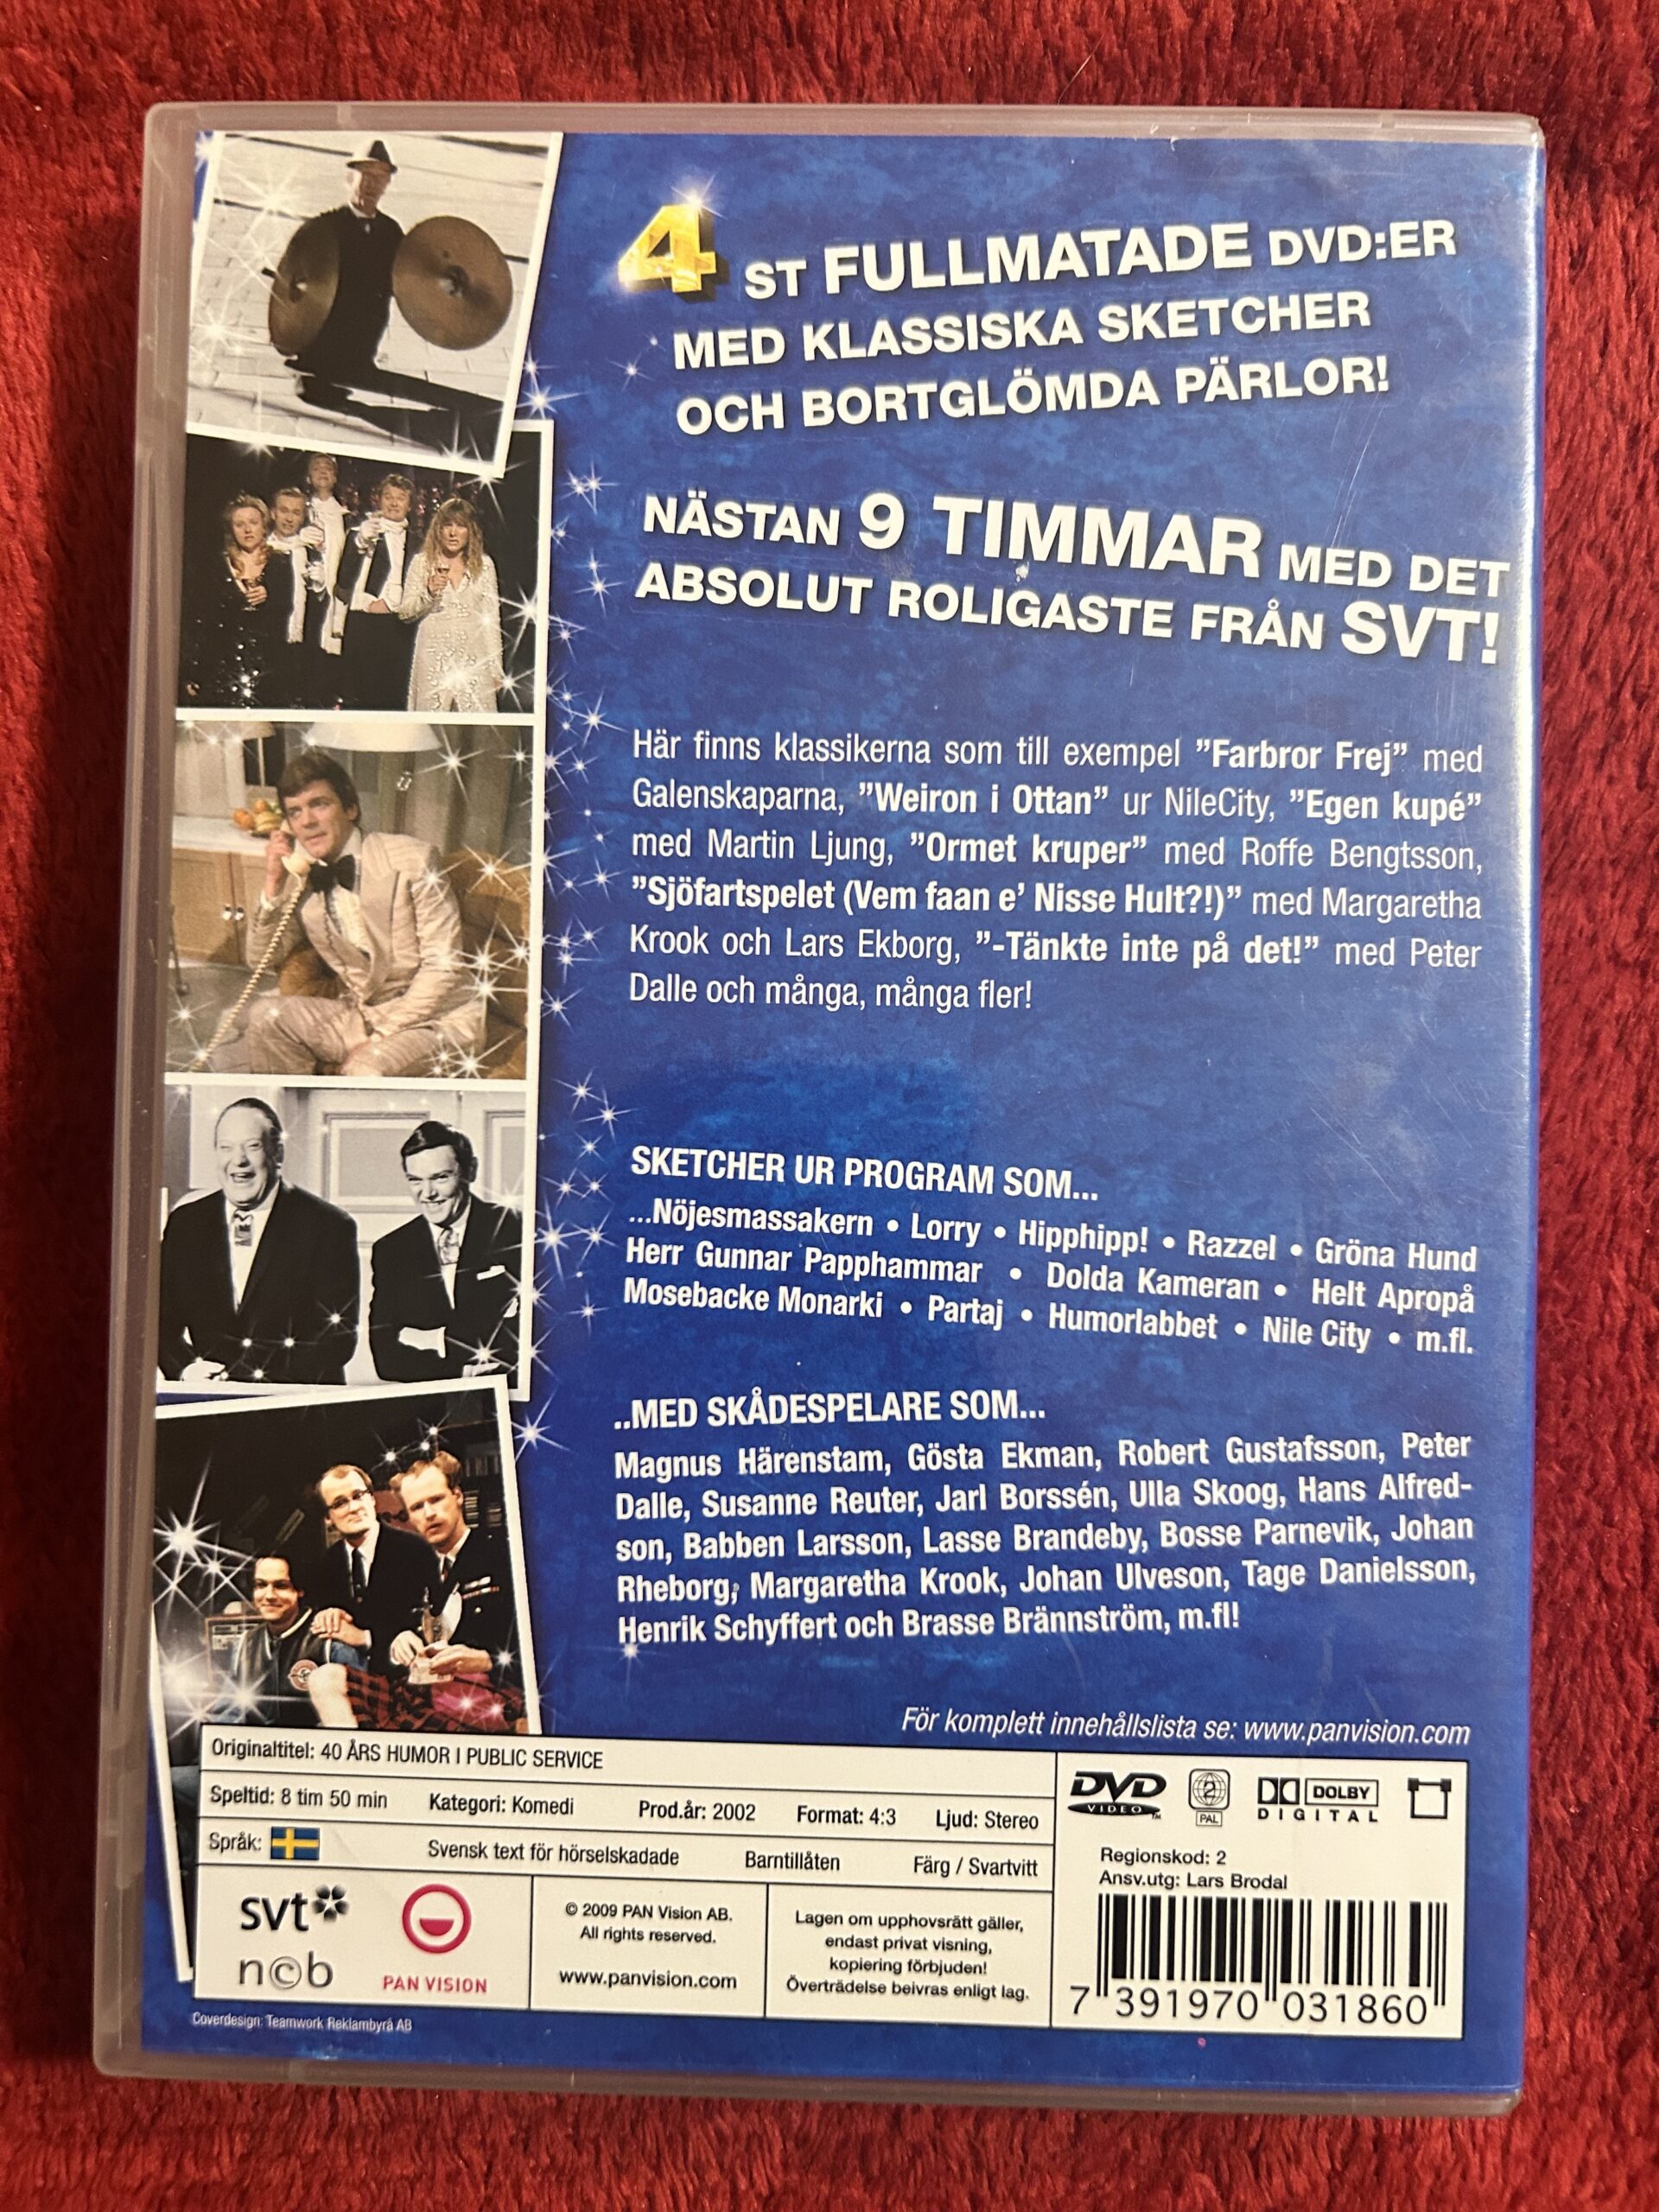 4 ST FULLMATADE DVD:ER
MED KLASSISKA SKETCHER
OCH BORTGLÖMDA PÄRLOR!
NÄSTAN 9 TIMMAR MED DET
ABSOLUT ROLIGASTE FRÅN SVT!
Här finns klassikerna som till exempel ”Farbror Frej” med
Galenskaparna, ”Weiron i Ottan” ur NileCity, ”Egen kupé”
med Martin Ljung, ”Ormet kruper” med Roffe Bengtsson,
”Sjöfartspelet (Vem faan e’ Nisse Hult?!)” med Margaretha
Krook och Lars Ekborg, ”-Tänkte inte på det!” med Peter
Dalle och många, många fler!
SKETCHER UR PROGRAM SOM...
...Nöjesmassakern • Lorry • Hipphipp! • Razzel • Gröna Hund
Herr Gunnar Papphammar • Dolda Kameran • Helt Apropå
Mosebacke Monarki • Partaj • Humorlabbet • Nile City • m.fl.
..MED SKÅDESPELARE SOM...
Magnus Härenstam, Gösta Ekman, Robert Gustafsson, Peter
Dalle, Susanne Reuter, Jarl Borssén, Ulla Skoog, Hans Alfred-
son, Babben Larsson, Lasse Brandeby, Bosse Parnevik, Johan
Rheborg, Margaretha Krook, Johan Ulveson, Tage Danielsson,
Henrik Schyffert och Brasse Brännström, m.fl!
För komplett innehållslista se: www.panvision.com
Originaltitel: 40 ÅRS HUMOR I PUBLIC SERVICE
Speltid: 8 tim 50 min Kategori: Komedi Prod.år: 2002 Format: 4:3 Ljud: Stereo
Språk: Svensk text för hörselskadade Barntillåten Färg / Svartvitt
svt
ncb
PAN VISION
© 2009 PAN Vision AB.
All rights reserved.
www.panvision.com
Lagen om upphovsrätt gäller,
endast privat visning,
kopiering förbjuden!
Överträdelse beivras enligt lag.
DVD
VIDEO TM
2
PAL
DOLBY
DIGITAL
Regionskod: 2
Ansv.utg: Lars Brodal
7 391970 031860
Coverdesign: Teamwork Reklambyrå AB